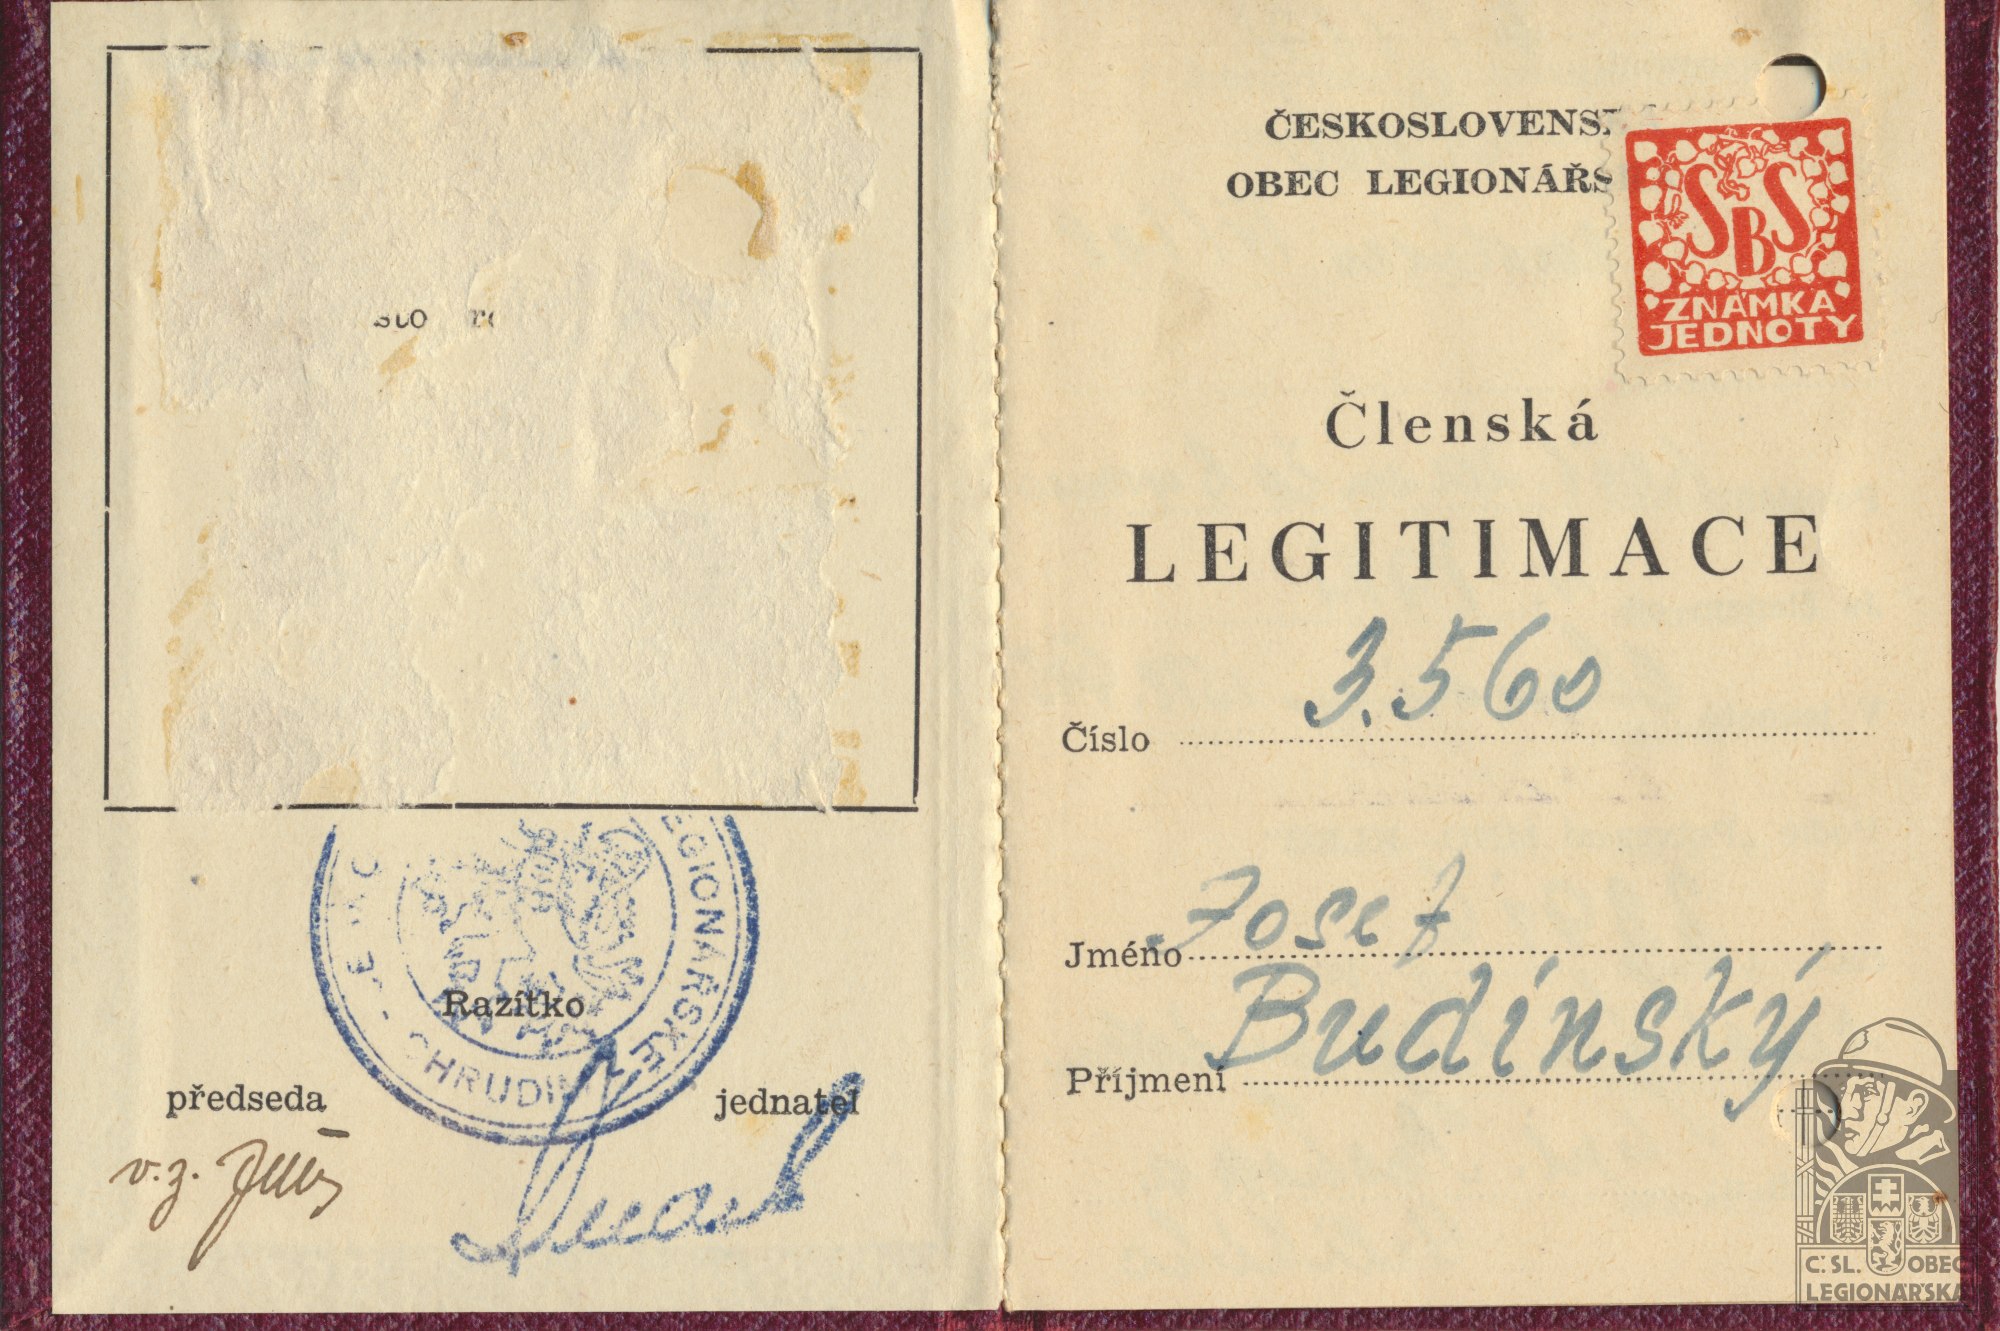 sto
Razítko
předseda
jednatel
v. z.
LEGIONÁŘSKÉ
CHRUDIM
ČESKOSLOVENS
OBEC LEGIONÁŘS
SBS
ZNÁMKA
JEDNOTY
Členská
LEGITIMACE
Číslo 3.560
Jméno Josef
Příjmení Budínský
Č. SL. OBEC
LEGIONÁŘSKÁ